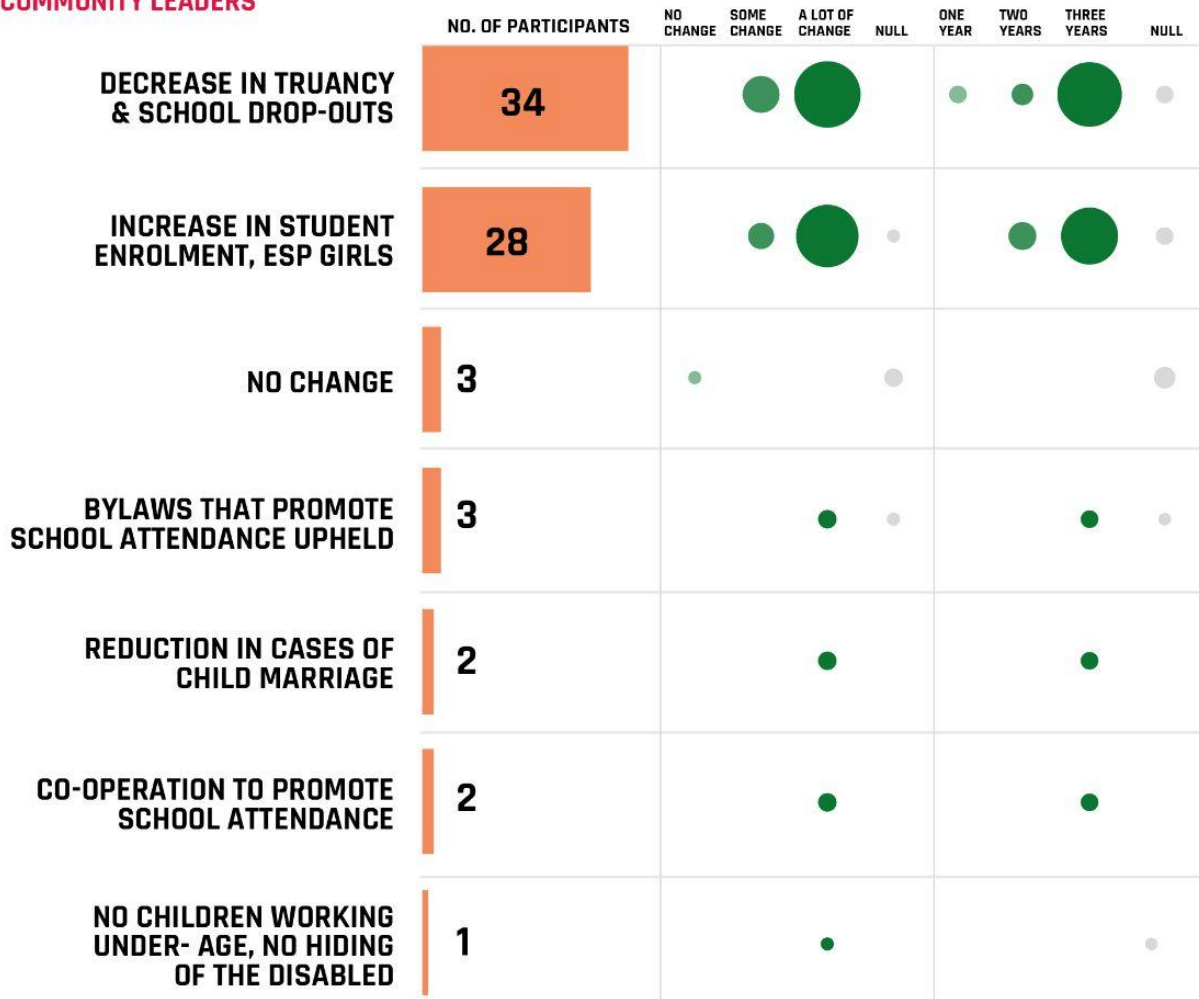 COMMUNITY LEADERS
NO. OF PARTICIPANTS
NO
CHANGE
SOME
CHANGE
A LOT OF
CHANGE
NULL
ONE
YEAR
TWO
YEARS
THREE
YEARS
NULL
DECREASE IN TRUANCY
& SCHOOL DROP-OUTS
34
INCREASE IN STUDENT
ENROLMENT, ESP GIRLS
28
NO CHANGE
3
BYLAWS THAT PROMOTE
SCHOOL ATTENDANCE UPHELD
3
REDUCTION IN CASES OF
CHILD MARRIAGE
2
CO-OPERATION TO PROMOTE
SCHOOL ATTENDANCE
2
NO CHILDREN WORKING
UNDER- AGE, NO HIDING
OF THE DISABLED
1